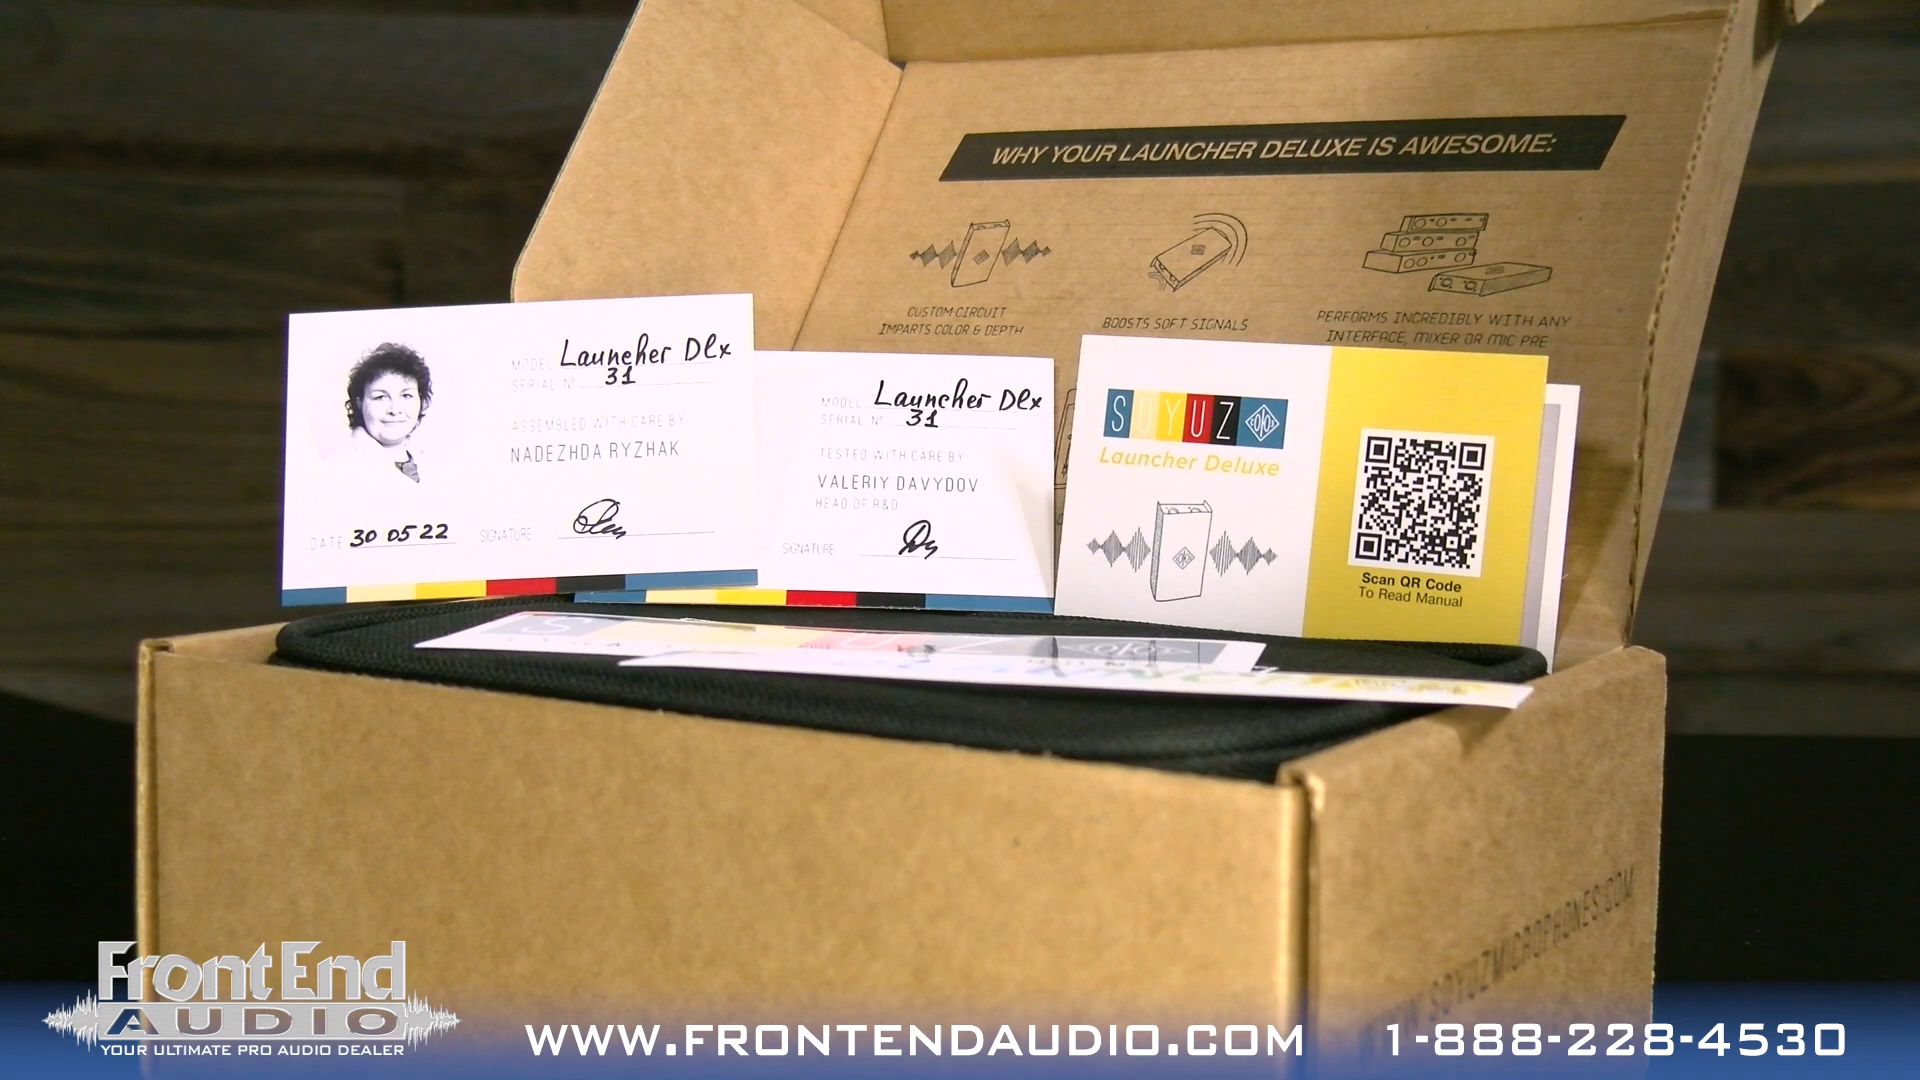 WHY YOUR LAUNCHER DELUXE IS AWESOME:
CUSTOM CIRCUIT
IMPARTS COLOR & DEPTH
BOOSTS SOFT SIGNALS
PERFORMS INCREDIBLY WITH ANY
INTERFACE, MIXER OR MIC PRE
MODEL Launcher Dlx
SERIAL Nº 31
ASSEMBLED WITH CARE BY
NADEZHDA RYZHAK
DATE 30 05 22 SIGNATURE
MODEL Launcher Dlx
SERIAL Nº 31
TESTED WITH CARE BY
VALERIY DAVYDOV
HEAD OF R&D
SIGNATURE
SOYUZ
Launcher Deluxe
Scan QR Code
To Read Manual
WWW.SOYUZMICROPHONES.COM
FrontEnd
AUDIO
YOUR ULTIMATE PRO AUDIO DEALER
WWW.FRONTENDAUDIO.COM 1-888-228-4530